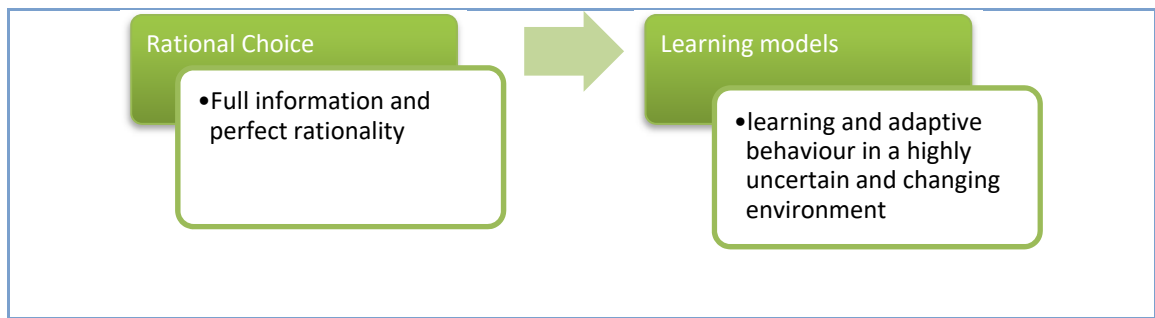 Rational Choice
•Full information and
perfect rationality
Learning models
•learning and adaptive
behaviour in a highly
uncertain and changing
environment